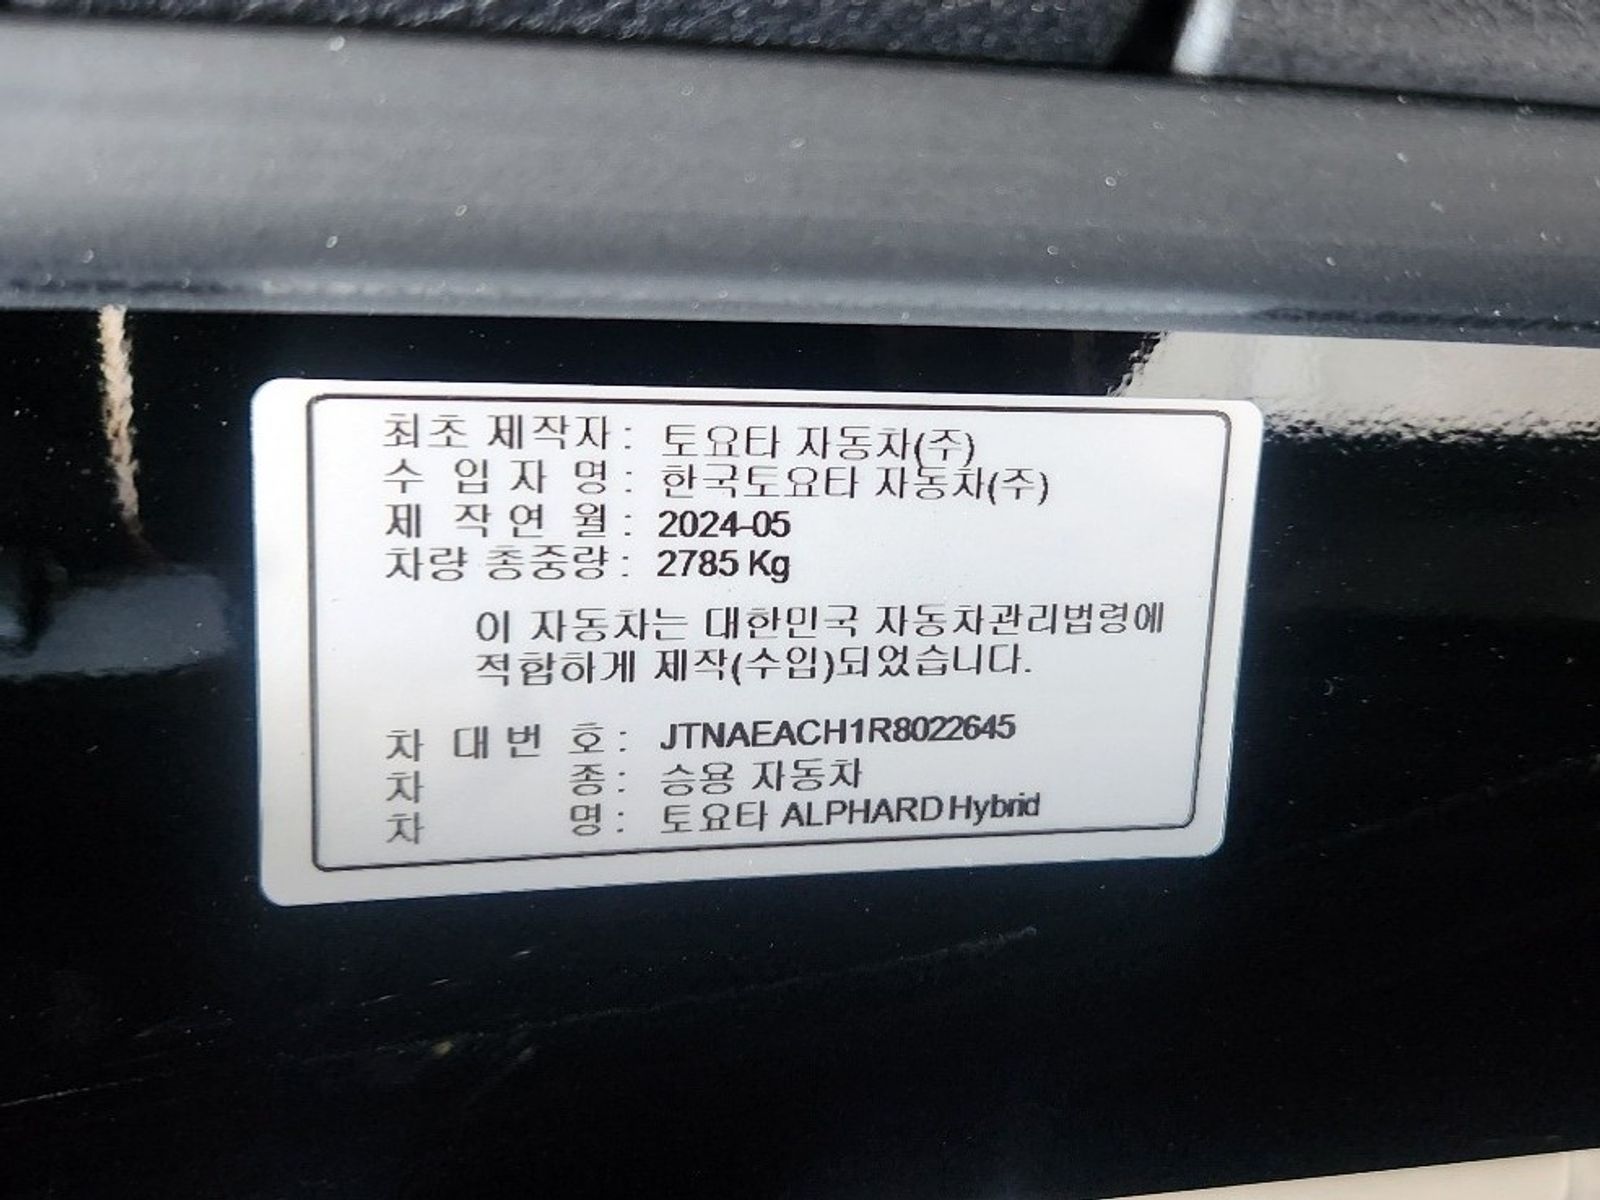 최초 제작자 : 토요타 자동차(주)
수 입 자 명 : 한국토요타 자동차(주)
제 작 연 월 : 2024-05
차량 총중량 : 2785 Kg
이 자동차는 대한민국 자동차관리법령에
적합하게 제작(수입)되었습니다.
차 대 번 호 : JTNAEACH1R8022645
차 종 : 승용 자동차
차 명 : 토요타 ALPHARD Hybrid